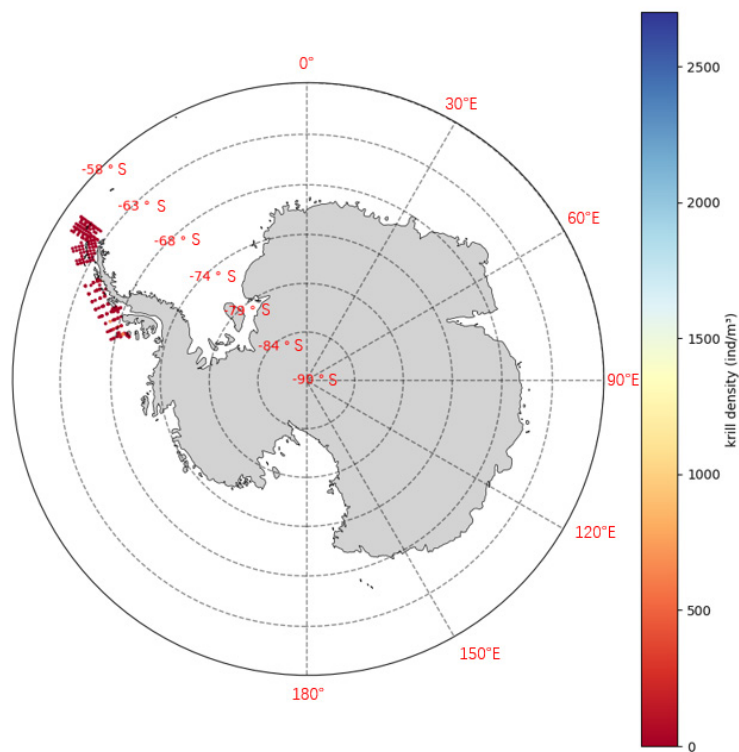 0°
30°E
60°E
90°E
120°E
150°E
180°
-58 ° S
-63 ° S
-68 ° S
-74 ° S
-79 ° S
-84 ° S
-90 ° S
2500
2000
1500
1000
500
0
krill density (ind/m³)